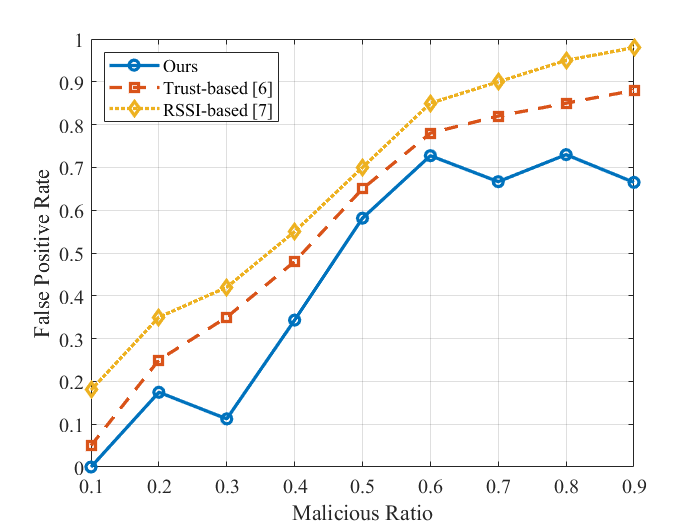 1
0.9
0.8
0.7
0.6
0.5
0.4
0.3
0.2
0.1
0
Ours
Trust-based [6]
RSSI-based [7]
False Positive Rate
0.1 0.2 0.3 0.4 0.5 0.6 0.7 0.8 0.9
Malicious Ratio